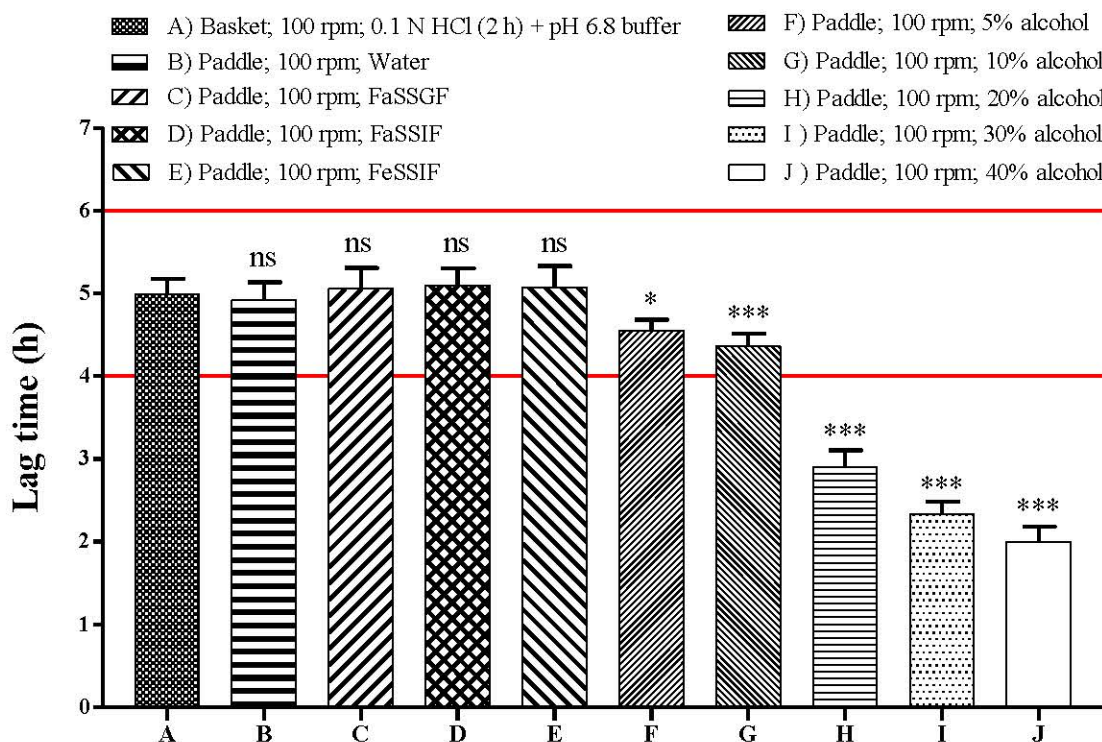 A) Basket; 100 rpm; 0.1 N HCl (2 h) + pH 6.8 buffer
B) Paddle; 100 rpm; Water
C) Paddle; 100 rpm; FaSSGF
D) Paddle; 100 rpm; FaSSIF
E) Paddle; 100 rpm; FeSSIF
F) Paddle; 100 rpm; 5% alcohol
G) Paddle; 100 rpm; 10% alcohol
H) Paddle; 100 rpm; 20% alcohol
I ) Paddle; 100 rpm; 30% alcohol
J ) Paddle; 100 rpm; 40% alcohol
Lag time (h)
7
6
5
4
3
2
1
0
ns
ns
ns
ns
*
***
***
***
***
A B C D E F G H I J